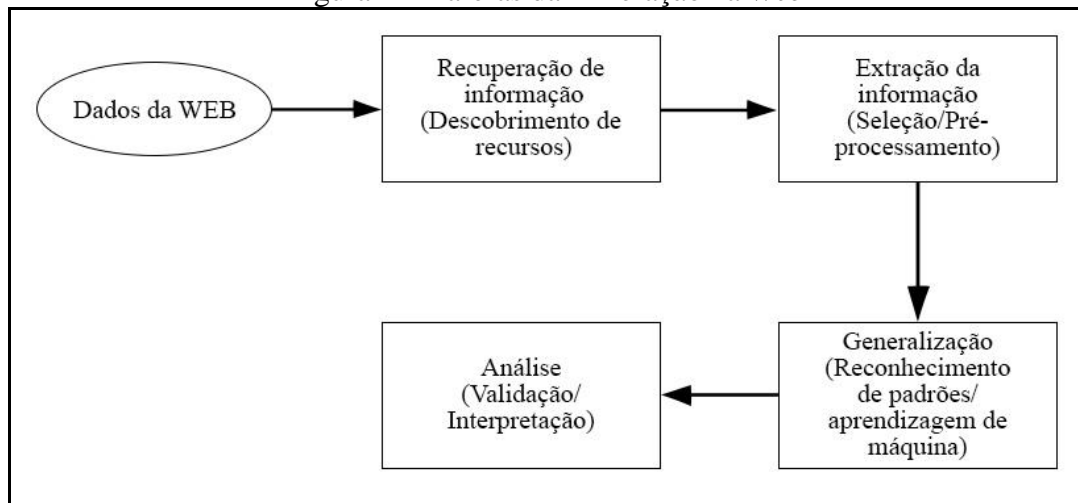 Dados da WEB
Recuperação de
informação
(Descobrimento de
recursos)
Extração da
informação
(Seleção/Pré-
processamento)
Generalização
(Reconhecimento
de padrões/
aprendizagem de
máquina)
Análise
(Validação/
Interpretação)